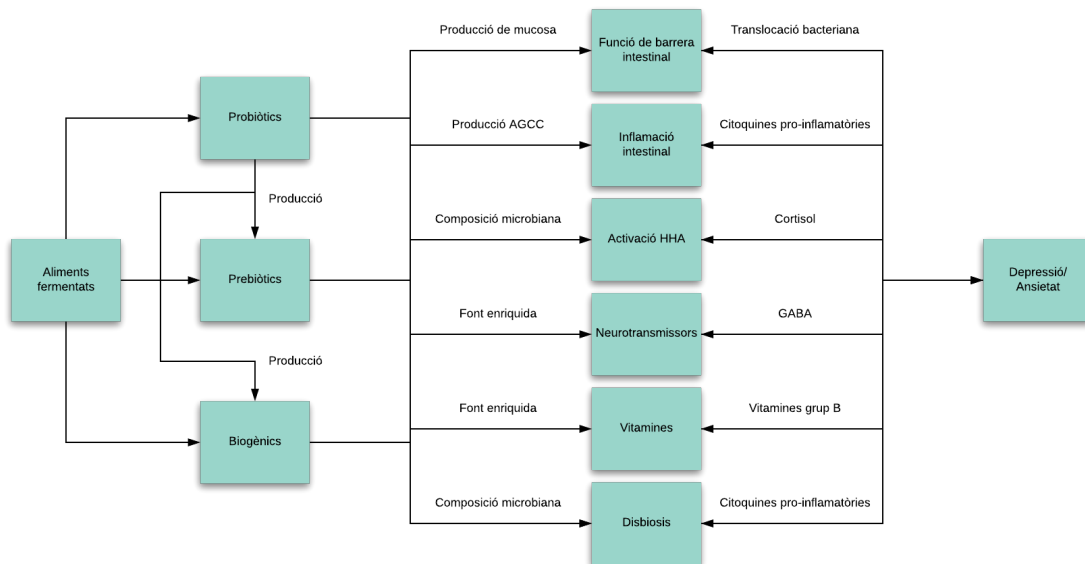 Producció de mucosa
Funció de barrera
intestinal
Translocació bacteriana
Probiòtics
Producció AGCC
Inflamació
intestinal
Citoquines pro-inflamatòries
Producció
Composició microbiana
Activació HHA
Cortisol
Aliments
fermentats
Prebiòtics
Depressió/
Ansietat
Font enriquida
Neurotransmissors
GABA
Producció
Biogènics
Font enriquida
Vitamines
Vitamines grup B
Composició microbiana
Disbiosis
Citoquines pro-inflamatòries